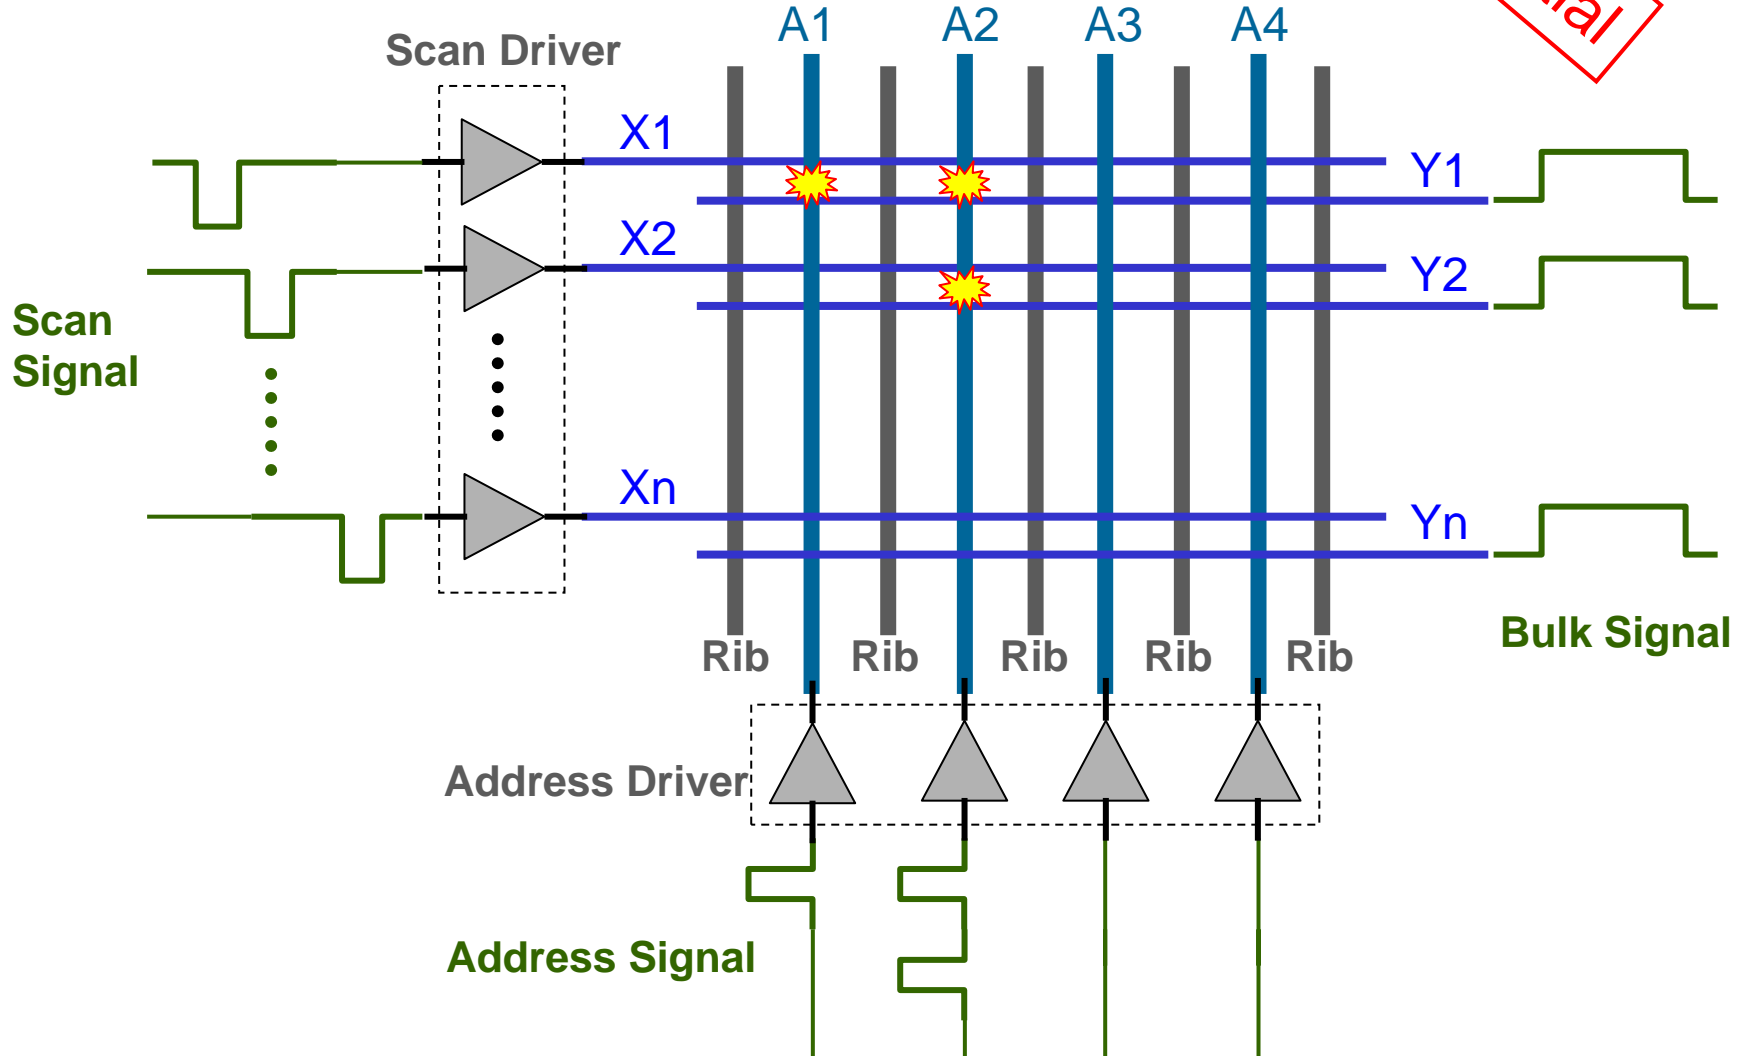 A1 A2 A3 A4
Scan Driver
X1
Y1
X2
Y2
Scan
Signal
Xn
Yn
Rib Rib Rib Rib Rib
Bulk Signal
Address Driver
Address Signal